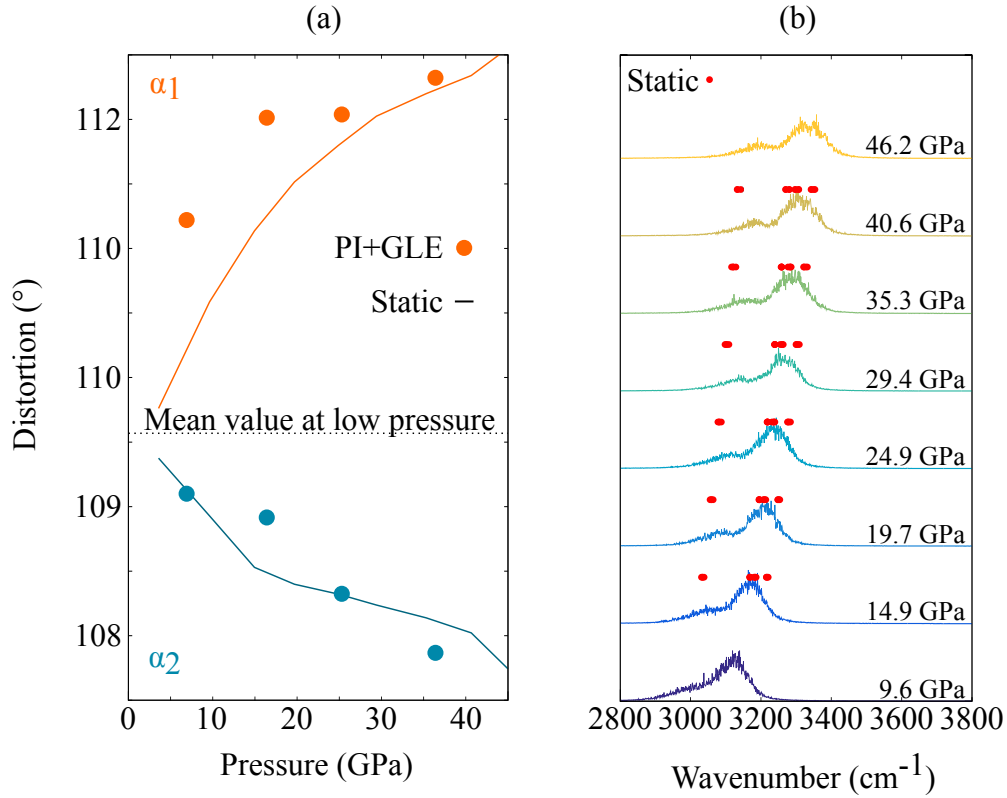 (a)
α1
112
110
110
109
108
Distortion (°)
PI+GLE
Static
Mean value at low pressure
α2
0 10 20 30 40
Pressure (GPa)
(b)
Static
46.2 GPa
40.6 GPa
35.3 GPa
29.4 GPa
24.9 GPa
19.7 GPa
14.9 GPa
9.6 GPa
2800 3000 3200 3400 3600 3800
Wavenumber (cm-1)